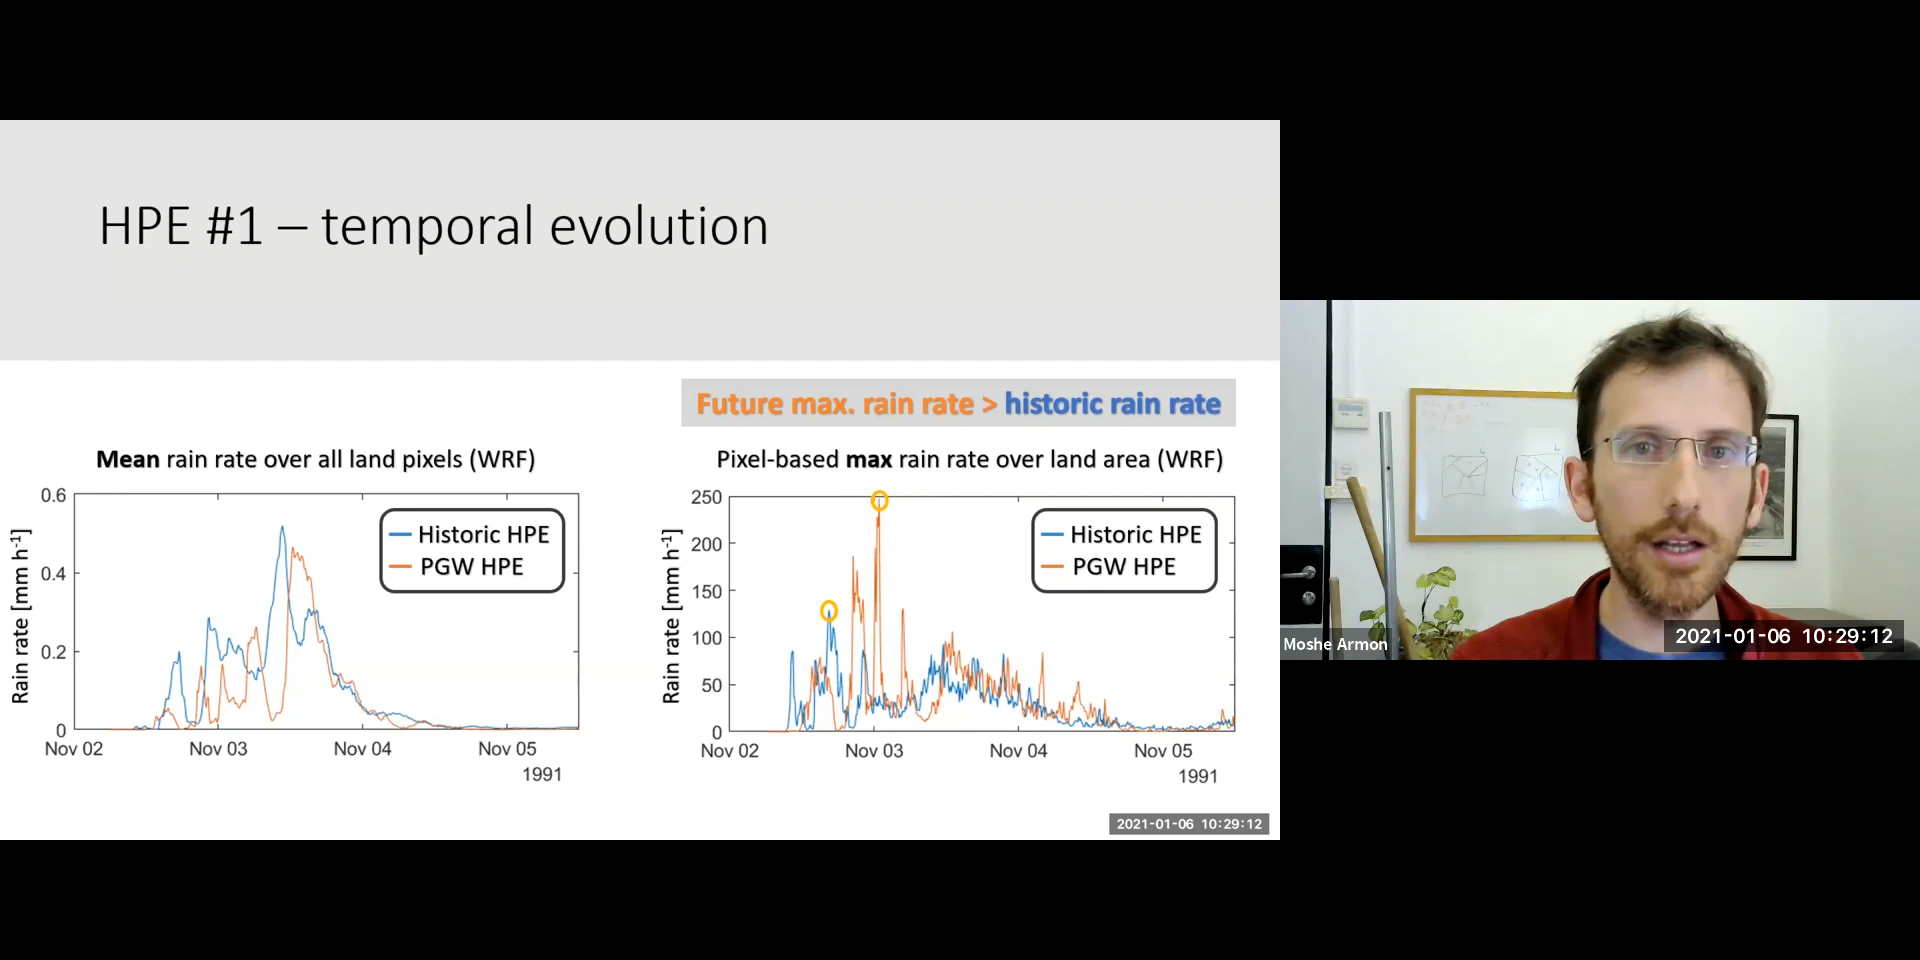 HPE #1 – temporal evolution
Future max. rain rate > historic rain rate
Mean rain rate over all land pixels (WRF)
Rain rate [mm h-1]
0.6
0.4
0.2
0
Historic HPE
PGW HPE
Nov 02 Nov 03 Nov 04 Nov 05
1991
Pixel-based max rain rate over land area (WRF)
Rain rate [mm h-1]
250
200
150
100
50
0
Historic HPE
PGW HPE
Nov 02 Nov 03 Nov 04 Nov 05
1991
2021-01-06 10:29:12
Moshe Armon
2021-01-06 10:29:12